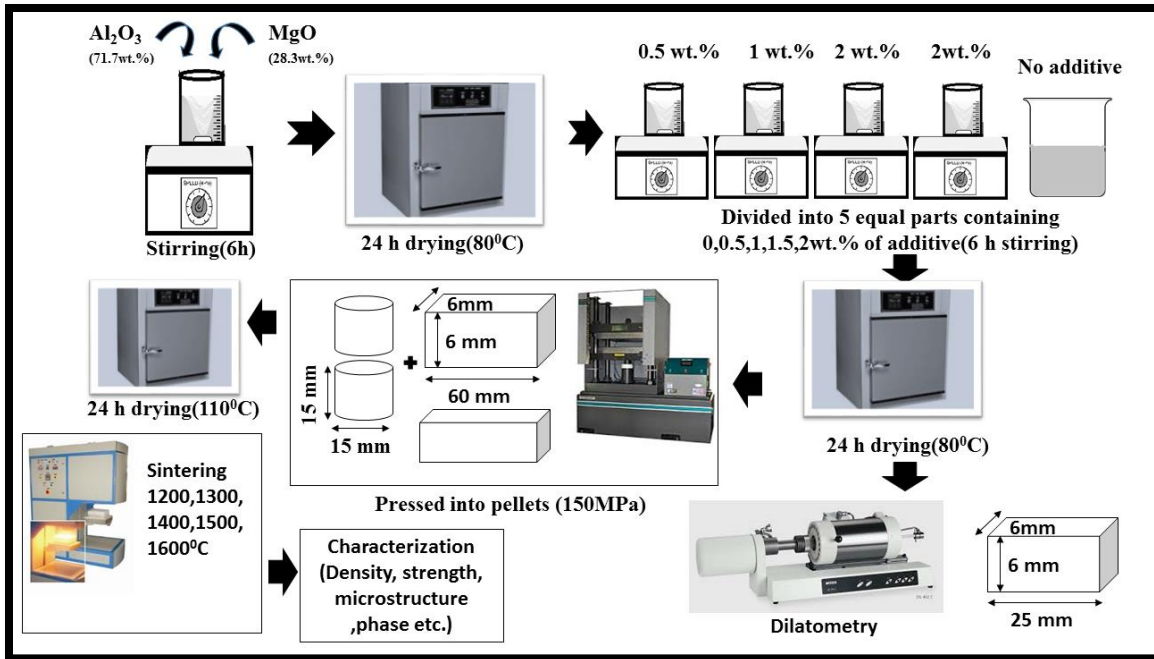 Al₂O₃
(71.7wt.%)
MgO
(28.3wt.%)
Stirring(6h)
24 h drying(80⁰C)
0.5 wt.%
1 wt.%
2 wt.%
2wt.%
No additive
Divided into 5 equal parts containing
0,0.5,1,1.5,2wt.% of additive(6 h stirring)
24 h drying(80⁰C)
6mm
6 mm
60 mm
15 mm
15 mm
+
Pressed into pellets (150MPa)
24 h drying(110⁰C)
Sintering
1200,1300,
1400,1500,
1600⁰C
Characterization
(Density, strength,
microstructure
,phase etc.)
Dilatometry
6mm
6 mm
25 mm